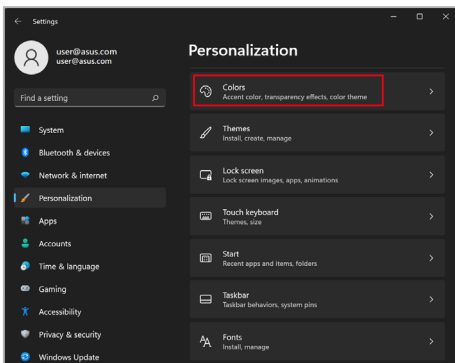 Settings
user@asus.com
user@asus.com
Find a setting
System
Bluetooth & devices
Network & internet
Personalization
Apps
Accounts
Time & language
Gaming
Accessibility
Privacy & security
Windows Update
Personalization
Colors
Accent color, transparency effects, color theme
Themes
Install, create, manage
Lock screen
Lock screen images, apps, animations
Touch keyboard
Themes, size
Start
Recent apps and items, folders
Taskbar
Taskbar behaviors, system pins
Fonts
Install, manage